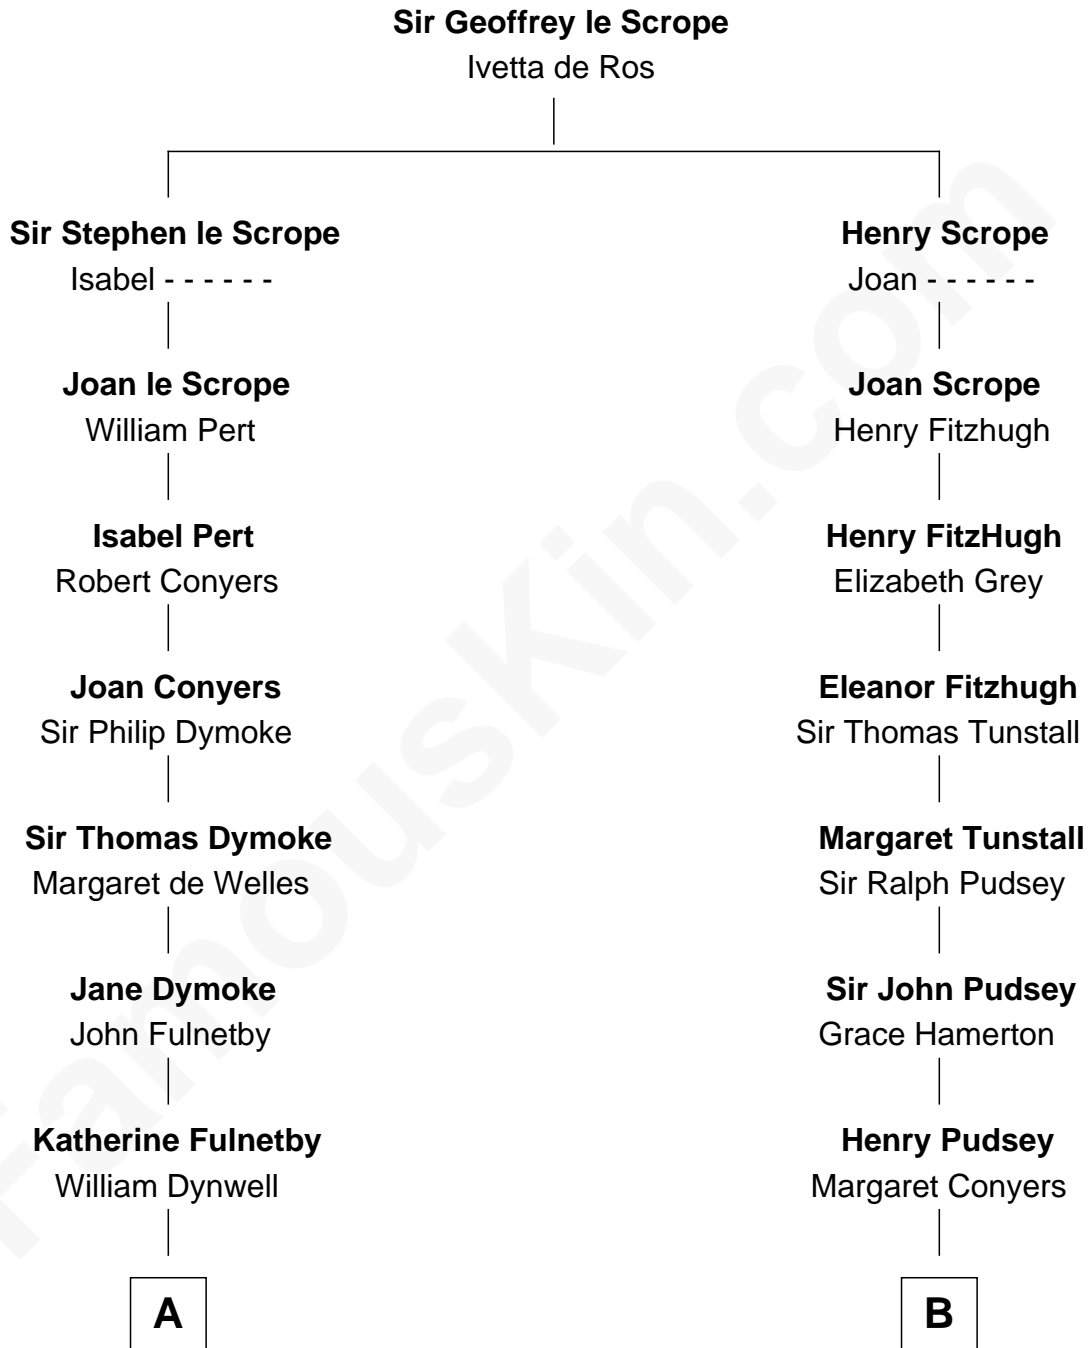 Sir Geoffrey le Scrope
Ivetta de Ros
Sir Stephen le Scrope
Isabel - - - - - -
Henry Scrope
Joan - - - - - -
Joan le Scrope
William Pert
Joan Scrope
Henry Fitzhugh
Isabel Pert
Robert Conyers
Henry FitzHugh
Elizabeth Grey
Joan Conyers
Sir Philip Dymoke
Eleanor Fitzhugh
Sir Thomas Tunstall
Sir Thomas Dymoke
Margaret de Welles
Margaret Tunstall
Sir Ralph Pudsey
Jane Dymoke
John Fulnetby
Sir John Pudsey
Grace Hamerton
Katherine Fulnetby
William Dynwell
Henry Pudsey
Margaret Conyers
A
B
FamousKin.com